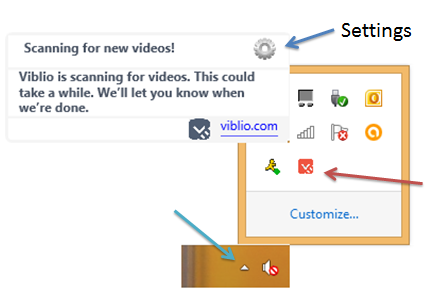 Settings
Scanning for new videos!
Viblio is scanning for videos. This could
take a while. We'll let you know when
we're done.
viblio.com
Customize...